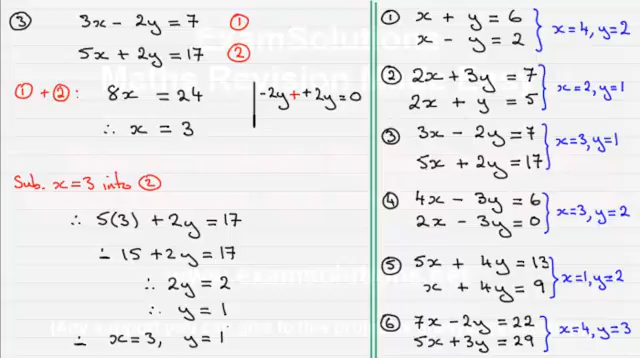 ③ 3x - 2y = 7 ①
5x + 2y = 17 ②
① + ②: 8x = 24 | -2y + +2y = 0
∴ x = 3
Sub. x = 3 into ②
∴ 5(3) + 2y = 17
∴ 15 + 2y = 17
∴ 2y = 2
∴ y = 1
∴ x = 3, y = 1
① x + y = 6
x - y = 2 } x = 4, y = 2
② 2x + 3y = 7
2x + y = 5 } x = 2, y = 1
③ 3x - 2y = 7
5x + 2y = 17 } x = 3, y = 1
④ 4x - 3y = 6
2x - 3y = 0 } x = 3, y = 2
⑤ 5x + 4y = 13
x + 4y = 9 } x = 1, y = 2
⑥ 7x - 2y = 22
5x + 3y = 29 } x = 4, y = 3
ExamSolutions
Maths Revision Made Easy